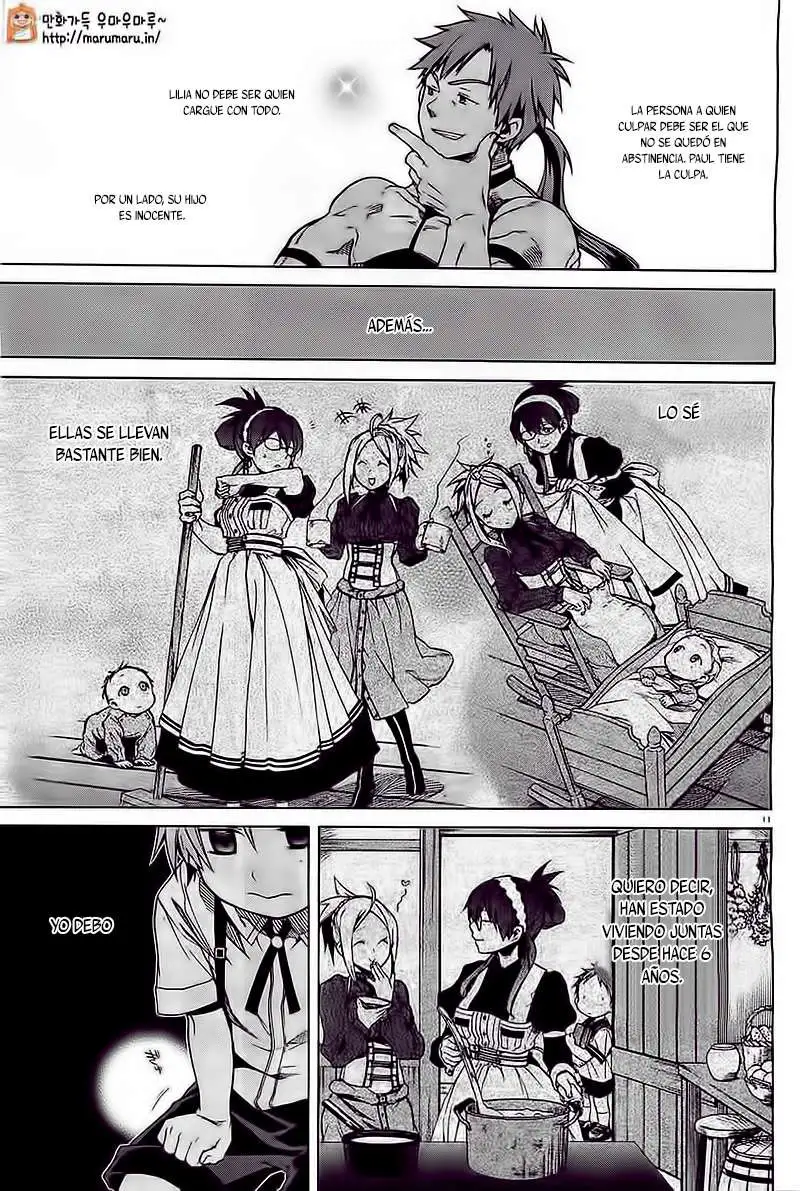 만화가득 우마우마루~
http://marumaru.in/
LA PERSONA A QUIEN
CULPAR DEBE SER EL QUE
NO SE QUEDÓ EN
ABSTINENCIA. PAUL TIENE
LA CULPA.
LILIA NO DEBE SER QUIEN
CARGUE CON TODO.
POR UN LADO, SU HIJO
ES INOCENTE.
ADEMÁS...
LO SÉ
ELLAS SE LLEVAN
BASTANTE BIEN.
11
QUIERO DECIR,
HAN ESTADO
VIVIENDO JUNTAS
DESDE HACE 6
AÑOS.
YO DEBO